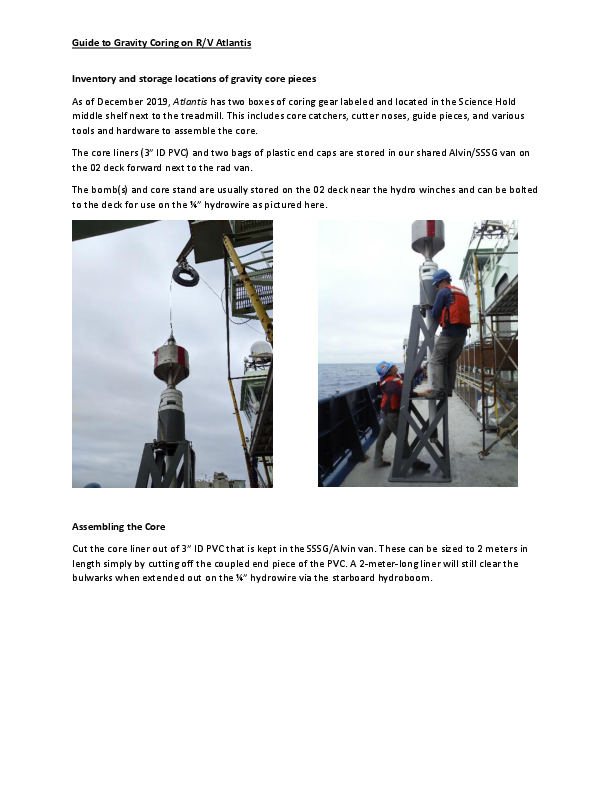 Guide to Gravity Coring on R/V Atlantis
Inventory and storage locations of gravity core pieces
As of December 2019, Atlantis has two boxes of coring gear labeled and located in the Science Hold
middle shelf next to the treadmill. This includes core catchers, cutter noses, guide pieces, and various
tools and hardware to assemble the core.
The core liners (3” ID PVC) and two bags of plastic end caps are stored in our shared Alvin/SSSG van on
the 02 deck forward next to the rad van.
The bomb(s) and core stand are usually stored on the 02 deck near the hydro winches and can be bolted
to the deck for use on the ¼” hydrowire as pictured here.
Assembling the Core
Cut the core liner out of 3” ID PVC that is kept in the SSSG/Alvin van. These can be sized to 2 meters in
length simply by cutting off the coupled end piece of the PVC. A 2-meter-long liner will still clear the
bulwarks when extended out on the ¼” hydrowire via the starboard hydroboom.